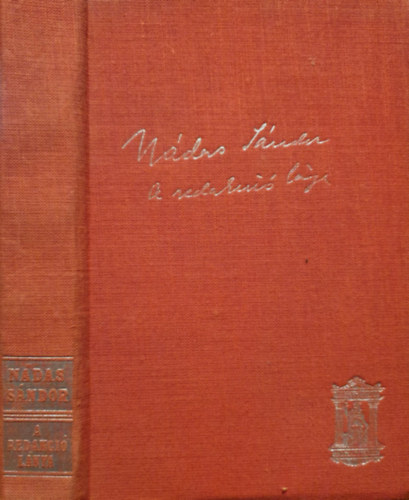 Nádas Sándor
A redakció lánya
NÁDAS
SÁNDOR
A
REDAKCIÓ
LÁNYA